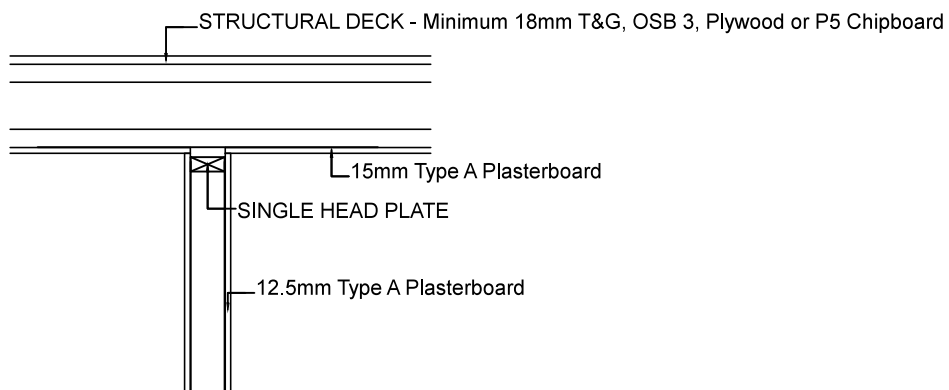 STRUCTURAL DECK - Minimum 18mm T&G, OSB 3, Plywood or P5 Chipboard
15mm Type A Plasterboard
SINGLE HEAD PLATE
12.5mm Type A Plasterboard